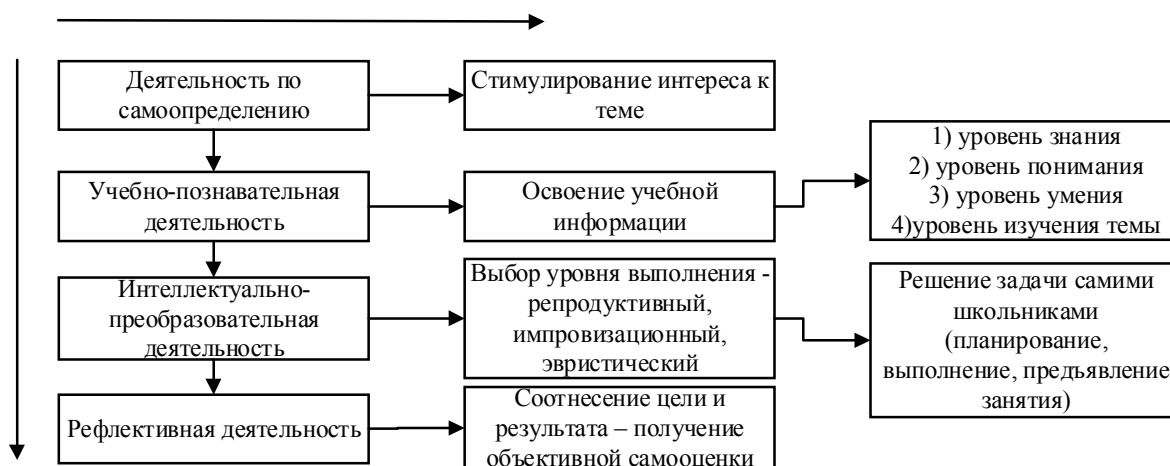 Деятельность по
самоопределению
Стимулирование интереса к
теме
Учебно-познавательная
деятельность
Освоение учебной
информации
1) уровень знания
2) уровень понимания
3) уровень умения
4)уровень изучения темы
Интеллектуально-
преобразовательная
деятельность
Выбор уровня выполнения -
репродуктивный,
импровизационный,
эвристический
Решение задачи самими
школьниками
(планирование,
выполнение, предъявление
занятия)
Рефлективная деятельность
Соотнесение цели и
результата – получение
объективной самооценки